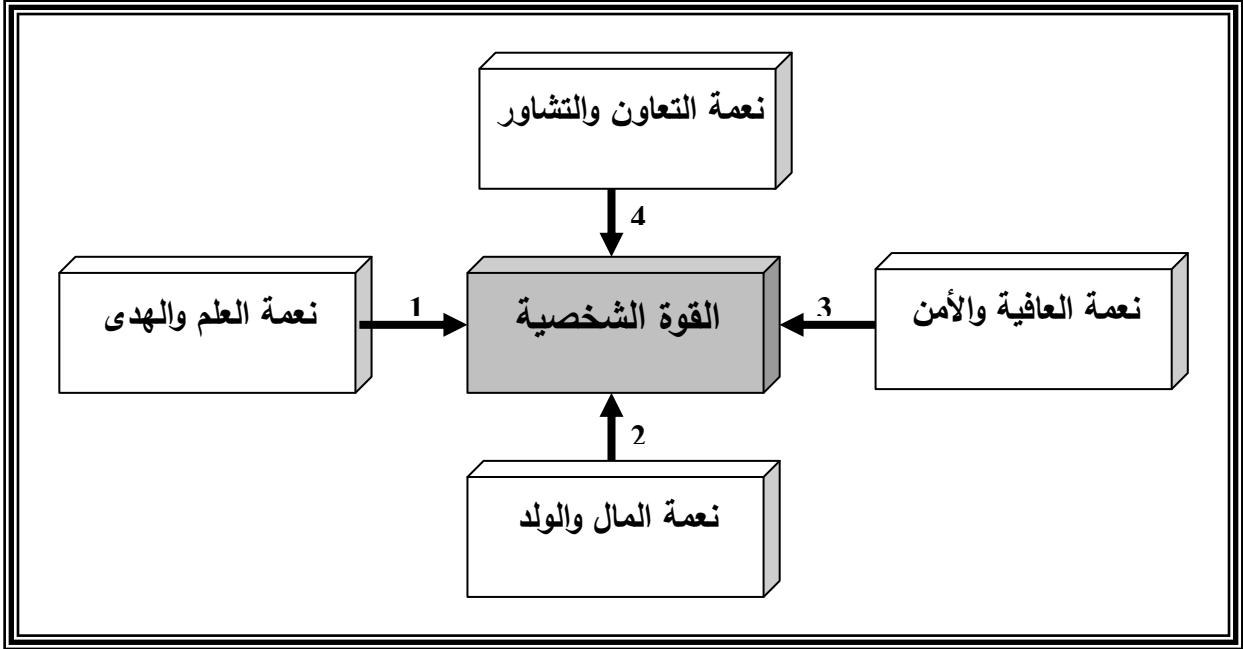 نعمة التعاون والتشاور
4
نعمة العافية والأمن
3
القوة الشخصية
1
نعمة العلم والهدى
2
نعمة المال والولد